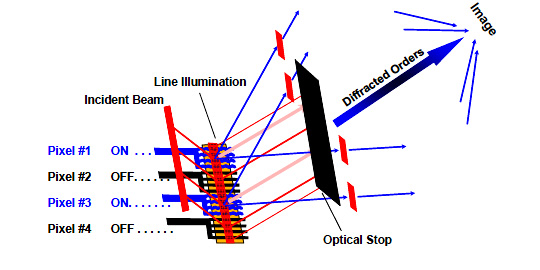 Image
Diffracted Orders
Line Illumination
Incident Beam
Pixel #1 ON . . .
Pixel #2 OFF. . . . . .
Pixel #3 ON. . . . . . .
Pixel #4 OFF . . . . . .
Optical Stop